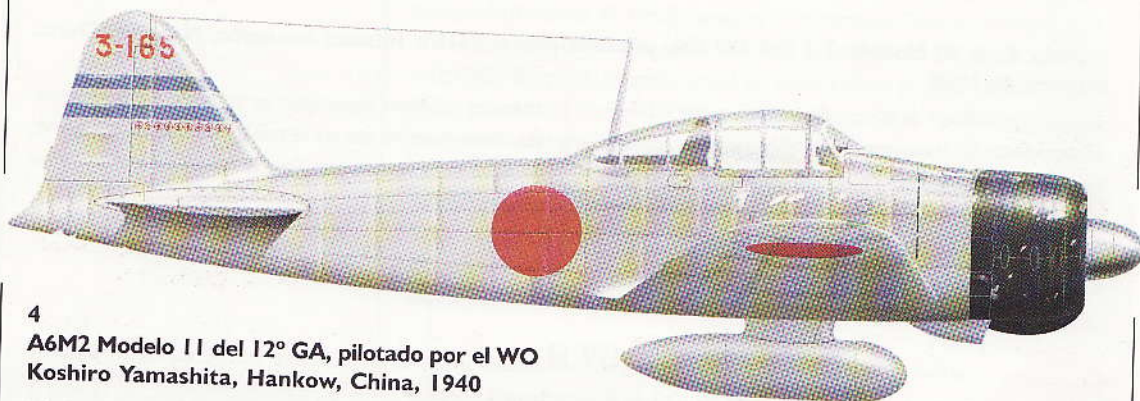 3-165
4
A6M2 Modelo 11 del 12º GA, pilotado por el WO
Koshiro Yamashita, Hankow, China, 1940